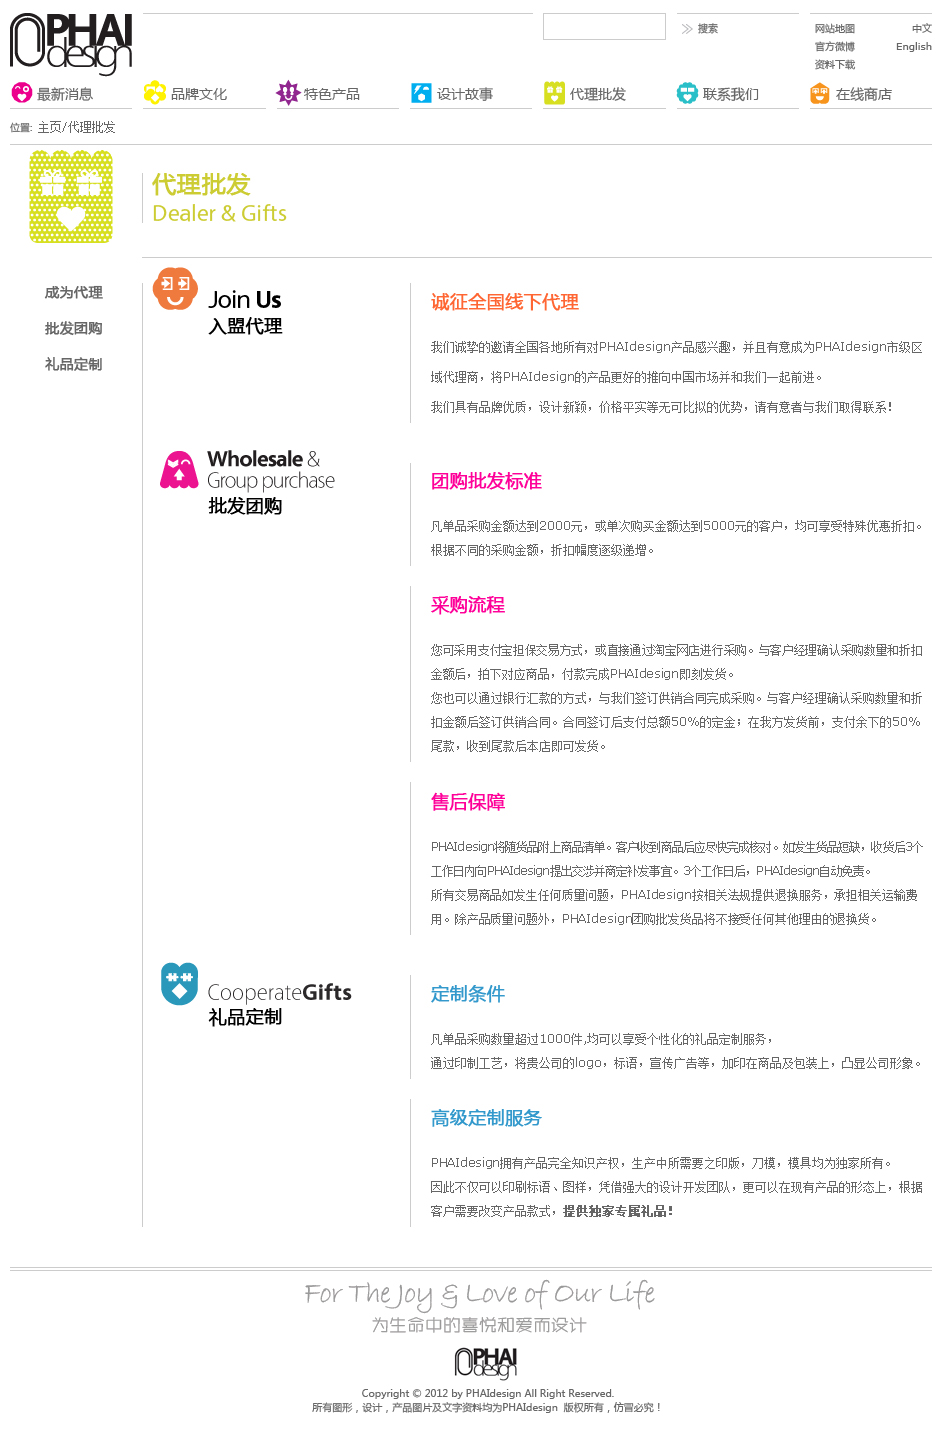 PHAI
design
搜索
网站地图
中文
官方微博
English
资料下载
最新消息
品牌文化
特色产品
设计故事
代理批发
联系我们
在线商店
位置: 主页/代理批发
代理批发
Dealer & Gifts
成为代理
批发团购
礼品定制
Join Us
入盟代理
诚征全国线下代理
我们诚挚的邀请全国各地所有对PHAIdesign产品感兴趣，并且有意成为PHAIdesign市级区
域代理商，将PHAIdesign的产品更好的推向中国市场并和我们一起前进。
我们具有品牌优质，设计新颖，价格平实等无可比拟的优势，请有意者与我们取得联系！
Wholesale &
Group purchase
批发团购
团购批发标准
凡单品采购金额达到2000元，或单次购买金额达到5000元的客户，均可享受特殊优惠折扣。
根据不同的采购金额，折扣幅度逐级递增。
采购流程
您可采用支付宝担保交易方式，或直接通过淘宝网店进行采购。与客户经理确认采购数量和折扣
金额后，拍下对应商品，付款完成PHAIdesign即刻发货。
您也可以通过银行汇款的方式，与我们签订供销合同完成采购。与客户经理确认采购数量和折
扣金额后签订供销合同。合同签订后支付总额50%的定金；在我方发货前，支付余下的50%
尾款，收到尾款后本店即可发货。
售后保障
PHAIdesign将随货品附上商品清单。客户收到商品后应尽快完成核对。如发生货品短缺，收货后3个
工作日内向PHAIdesign提出交涉并商定补发事宜。3个工作日后，PHAIdesign自动免责。
所有交易商品如发生任何质量问题，PHAIdesign按相关法规提供退换服务，承担相关运输费
用。除产品质量问题外，PHAIdesign团购批发货品将不接受任何其他理由的退换货。
CooperateGifts
礼品定制
定制条件
凡单品采购数量超过1000件,均可以享受个性化的礼品定制服务，
通过印制工艺，将贵公司的logo，标语，宣传广告等，加印在商品及包装上，凸显公司形象。
高级定制服务
PHAIdesign拥有产品完全知识产权，生产中所需要之印版，刀模，模具均为独家所有。
因此不仅可以印刷标语、图样，凭借强大的设计开发团队，更可以在现有产品的形态上，根据
客户需要改变产品款式，提供独家专属礼品！
For The Joy & Love of Our Life
为生命中的喜悦和爱而设计
PHAI
design
Copyright © 2012 by PHAIdesign All Right Reserved.
所有图形，设计，产品图片及文字资料均为PHAIdesign 版权所有，仿冒必究！